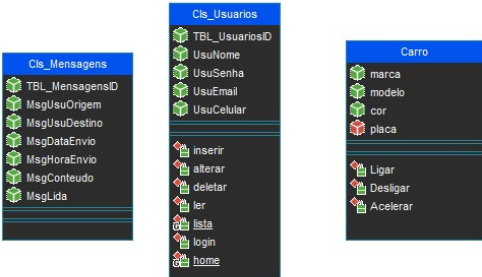 Cls_Mensagens
TBL_MensagensID
MsgUsuOrigem
MsgUsuDestino
MsgDataEnvio
MsgHoraEnvio
MsgConteudo
MsgLida
Cls_Usuarios
TBL_UsuariosID
UsuNome
UsuSenha
UsuEmail
UsuCelular
inserir
alterar
deletar
ler
lista
login
home
Carro
marca
modelo
cor
placa
Ligar
Desligar
Acelerar